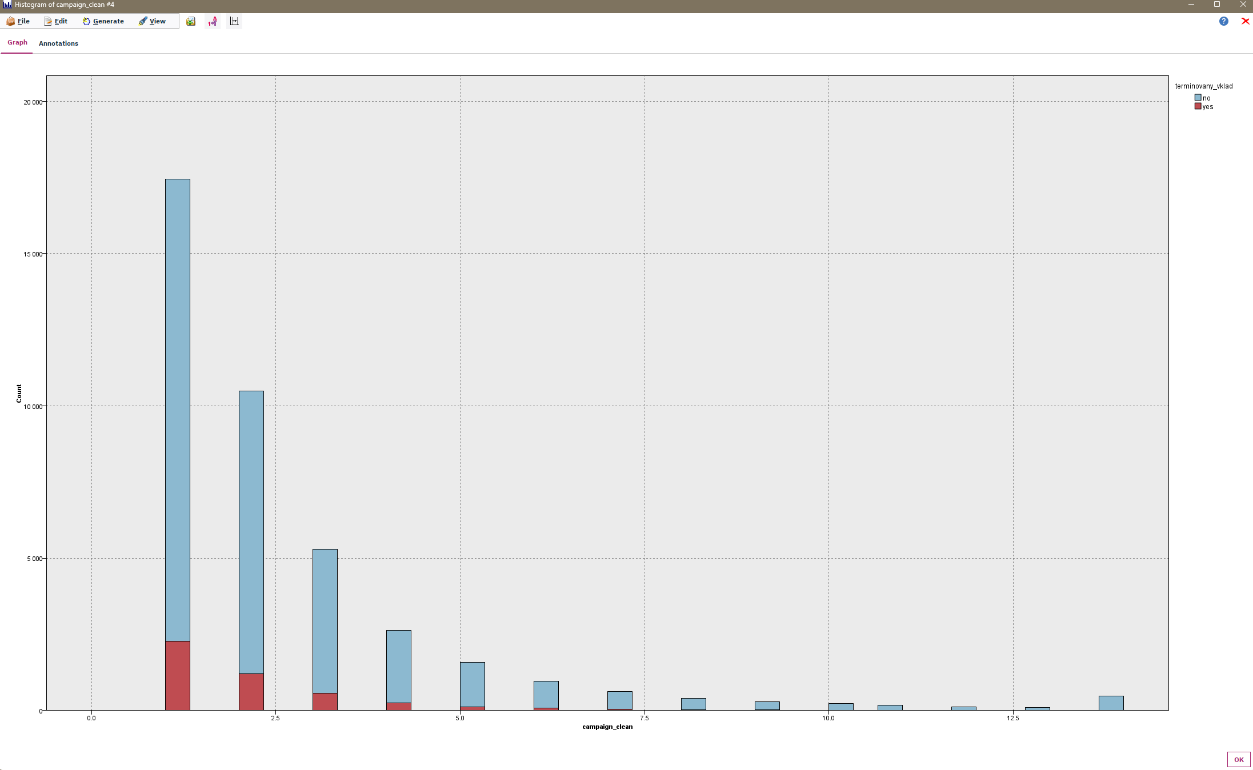 Histogram of campaign_clean #4
File Edit Generate View
Graph Annotations
terminovany_vklad
no
yes
20 000
15 000
10 000
5 000
0
Count
0.0 2.5 5.0 7.5 10.0 12.5
campaign_clean
OK